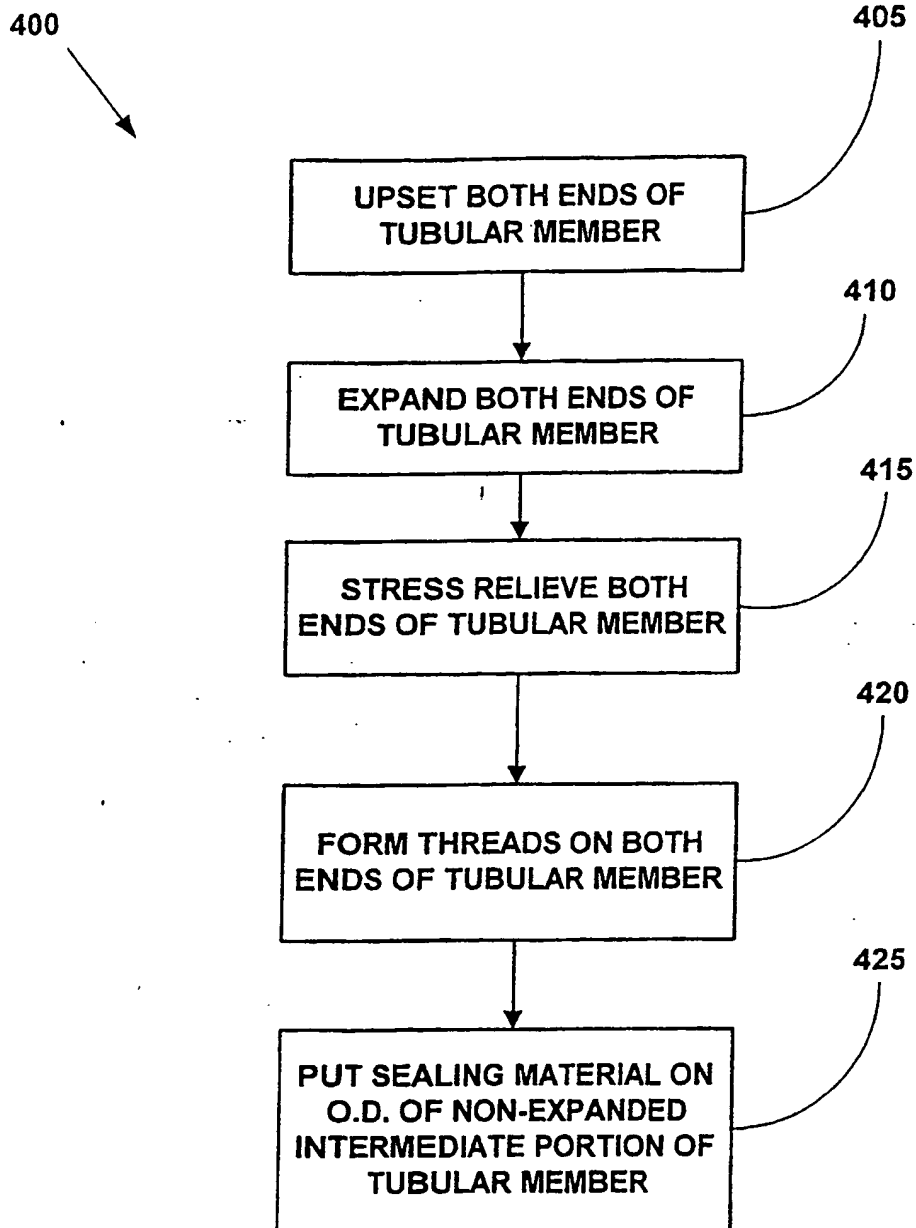 400
405
UPSET BOTH ENDS OF
TUBULAR MEMBER
410
EXPAND BOTH ENDS OF
TUBULAR MEMBER
415
STRESS RELIEVE BOTH
ENDS OF TUBULAR MEMBER
420
FORM THREADS ON BOTH
ENDS OF TUBULAR MEMBER
425
PUT SEALING MATERIAL ON
O.D. OF NON-EXPANDED
INTERMEDIATE PORTION OF
TUBULAR MEMBER